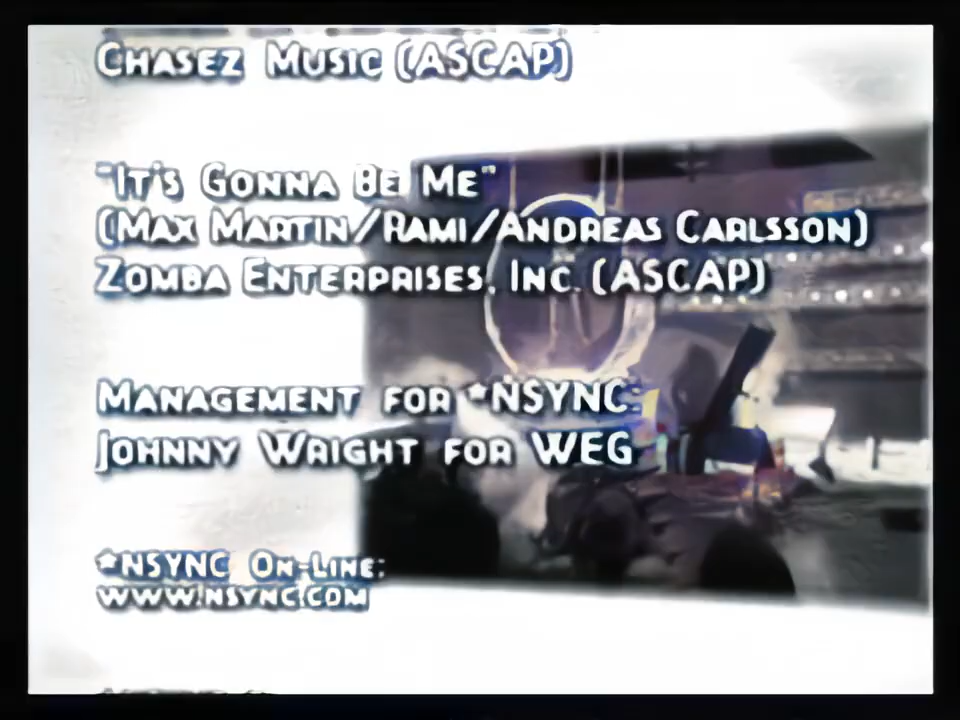 Chasez Music (ASCAP)
"It's Gonna Be Me"
(Max Martin/Rami/Andreas Carlsson)
Zomba Enterprises, Inc. (ASCAP)
Management for *NSYNC:
Johnny Wright for WEG
*NSYNC On-Line:
www.nsync.com